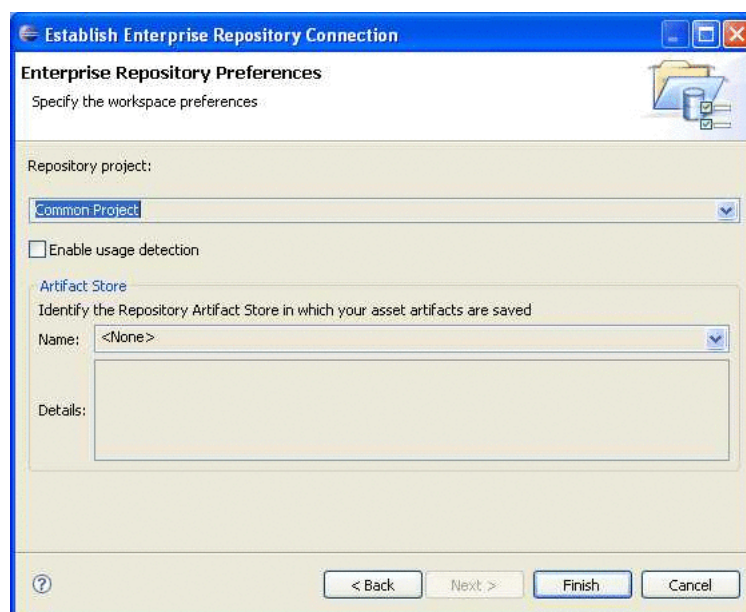 Establish Enterprise Repository Connection
Enterprise Repository Preferences
Specify the workspace preferences
Repository project:
Common Project
Enable usage detection
Artifact Store
Identify the Repository Artifact Store in which your asset artifacts are saved
Name: <None>
Details:
< Back Next > Finish Cancel